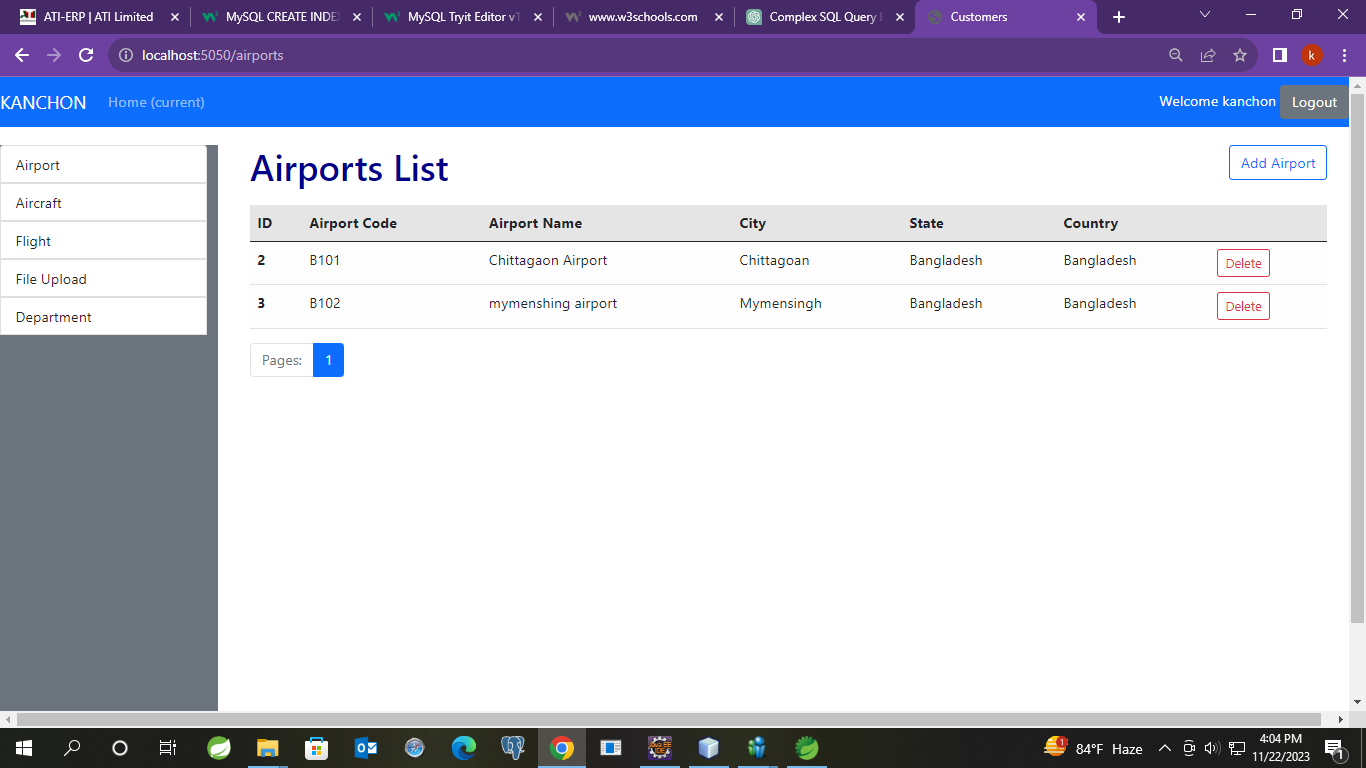 ATI-ERP | ATI Limited
MySQL CREATE INDEX
MySQL Tryit Editor v1
www.w3schools.com
Complex SQL Query E
Customers
localhost:5050/airports
k
KANCHON
Home (current)
Welcome kanchon
Logout
Airport
Aircraft
Flight
File Upload
Department
Airports List
Add Airport
ID Airport Code Airport Name City State Country
2 B101 Chittagaon Airport Chittagoan Bangladesh Bangladesh Delete
3 B102 mymenshing airport Mymensingh Bangladesh Bangladesh Delete
Pages: 1
84°F Haze
4:04 PM
11/22/2023
1